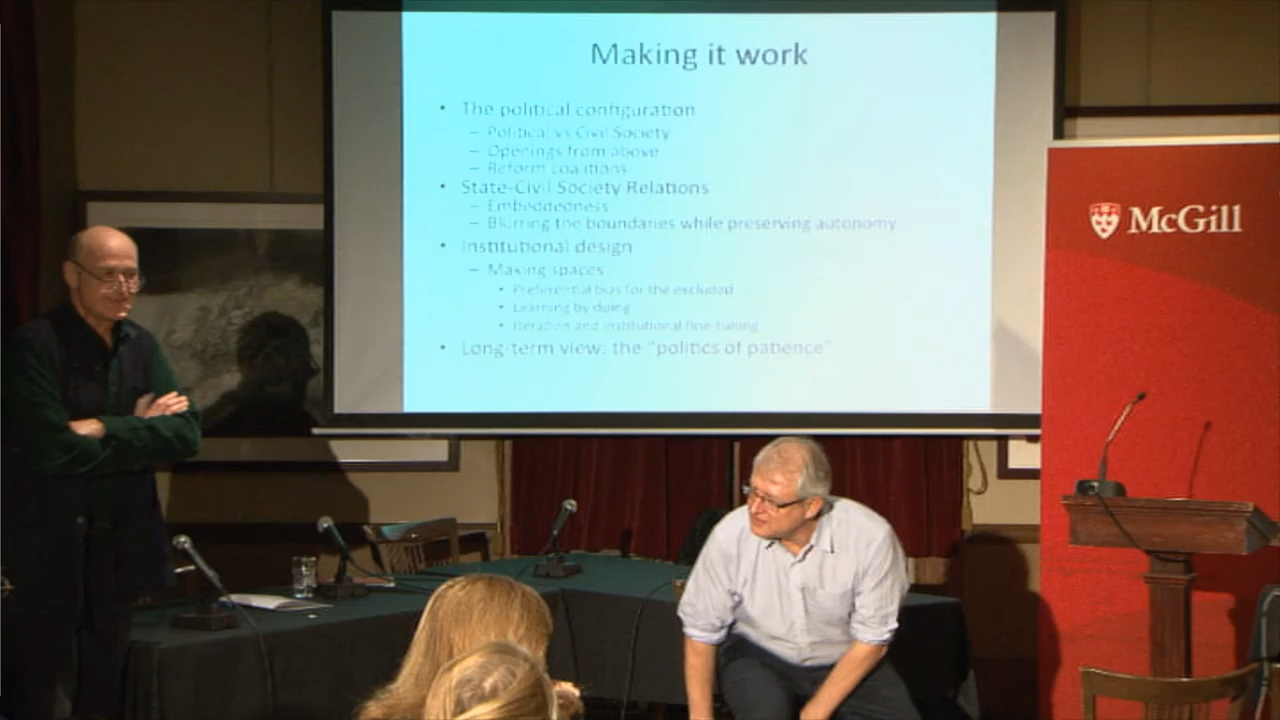 Making it work
• The political configuration
– Political vs Civil Society
– Openings from above
– Reform coalitions
• State-Civil Society Relations
– Embeddedness
– Blurring the boundaries while preserving autonomy
• Institutional design
– Making spaces
• Preferential bias for the excluded
• Learning by doing
• Iteration and institutional fine-tuning
• Long-term view: the “politics of patience”
McGill